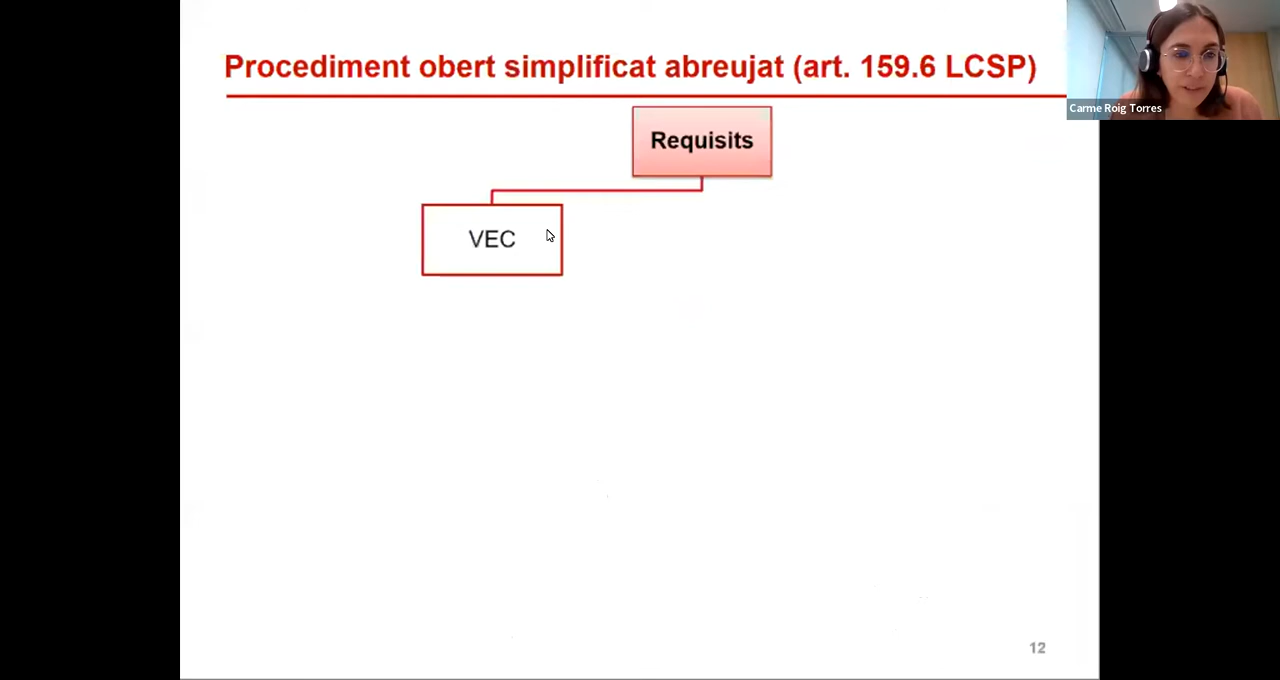 Procediment obert simplificat abreujat (art. 159.6 LCSP)
Carme Roig Torres
Requisits
VEC
12